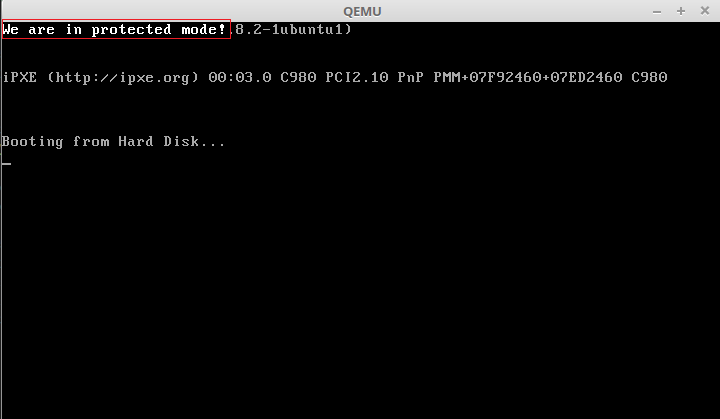 QEMU
We are in protected mode!.8.2-1ubuntu1)
iPXE (http://ipxe.org) 00:03.0 C980 PCI2.10 PnP PMM+07F92460+07ED2460 C980
Booting from Hard Disk...